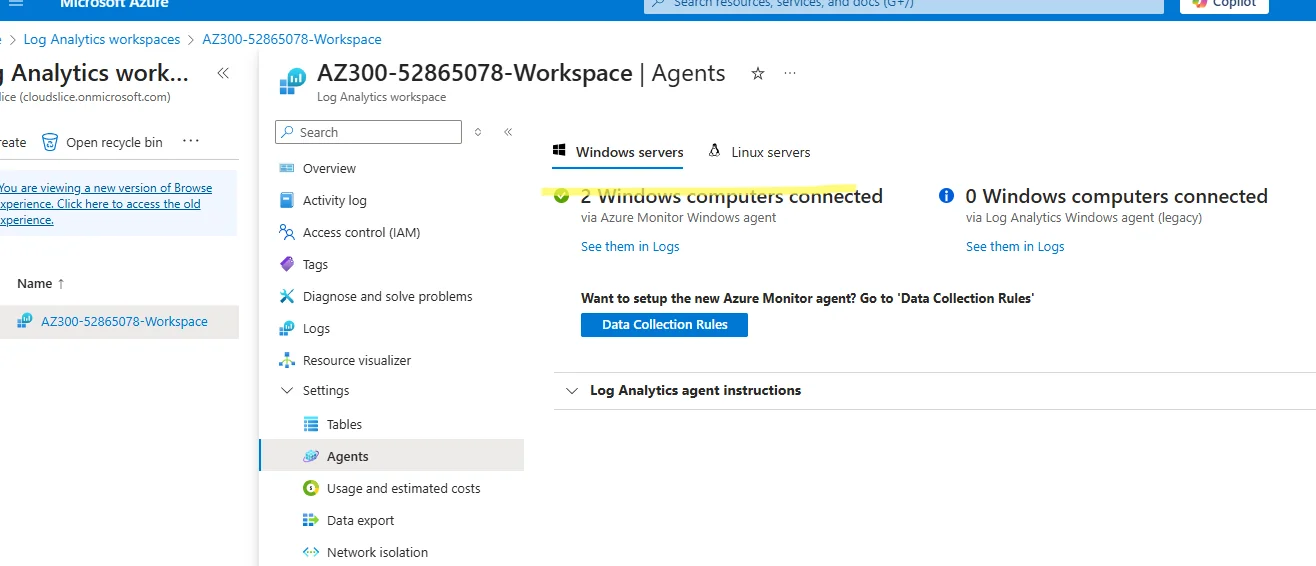 Microsoft Azure
Search resources, services, and docs (G+/)
Copilot
> Log Analytics workspaces > AZ300-52865078-Workspace
Analytics work...
(cloudslice.onmicrosoft.com)
Open recycle bin ...
You are viewing a new version of Browse
experience. Click here to access the old
experience.
Name ↑
AZ300-52865078-Workspace
AZ300-52865078-Workspace | Agents
Log Analytics workspace
Search
Overview
Activity log
Access control (IAM)
Tags
Diagnose and solve problems
Logs
Resource visualizer
Settings
Tables
Agents
Usage and estimated costs
Data export
Network isolation
Windows servers
Linux servers
2 Windows computers connected
via Azure Monitor Windows agent
See them in Logs
0 Windows computers connected
via Log Analytics Windows agent (legacy)
See them in Logs
Want to setup the new Azure Monitor agent? Go to 'Data Collection Rules'
Data Collection Rules
Log Analytics agent instructions